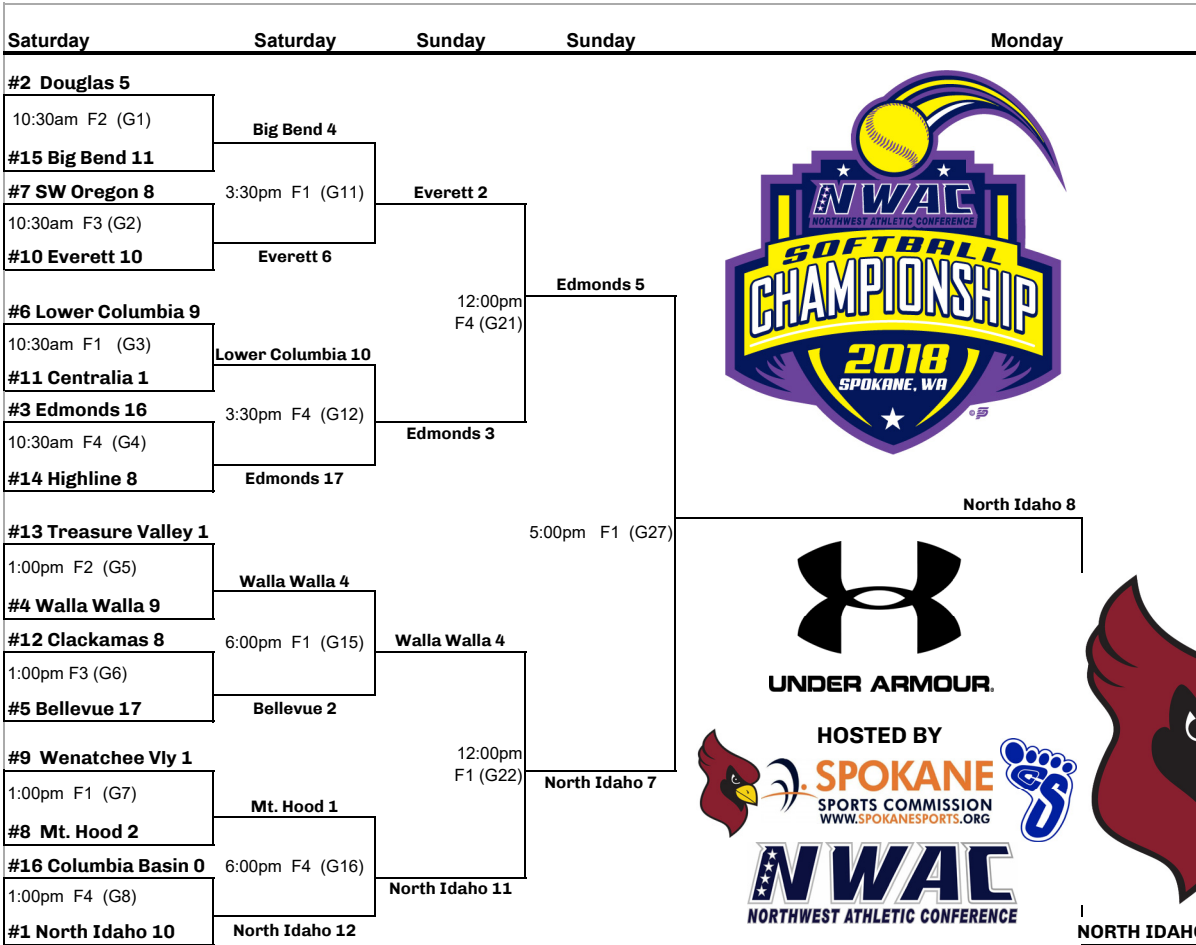 Saturday Saturday Sunday Sunday Monday
#2 Douglas 5
10:30am F2 (G1)
Big Bend 4
#15 Big Bend 11
#7 SW Oregon 8
3:30pm F1 (G11)
Everett 2
10:30am F3 (G2)
#10 Everett 10
Everett 6
Edmonds 5
12:00pm
F4 (G21)
#6 Lower Columbia 9
10:30am F1 (G3)
Lower Columbia 10
#11 Centralia 1
#3 Edmonds 16
3:30pm F4 (G12)
Edmonds 3
10:30am F4 (G4)
#14 Highline 8
Edmonds 17
NWAC
NORTHWEST ATHLETIC CONFERENCE
SOFTBALL
CHAMPIONSHIP
2018
SPOKANE, WA
North Idaho 8
#13 Treasure Valley 1
5:00pm F1 (G27)
1:00pm F2 (G5)
Walla Walla 4
#4 Walla Walla 9
#12 Clackamas 8
6:00pm F1 (G15)
Walla Walla 4
1:00pm F3 (G6)
#5 Bellevue 17
Bellevue 2
UNDER ARMOUR.
HOSTED BY
#9 Wenatchee Vly 1
12:00pm
F1 (G22)
North Idaho 7
1:00pm F1 (G7)
Mt. Hood 1
#8 Mt. Hood 2
SPOKANE
SPORTS COMMISSION
WWW.SPOKANESPORTS.ORG
CS
#16 Columbia Basin 0
6:00pm F4 (G16)
North Idaho 11
1:00pm F4 (G8)
NWAC
NORTHWEST ATHLETIC CONFERENCE
#1 North Idaho 10
North Idaho 12
NORTH IDAHO